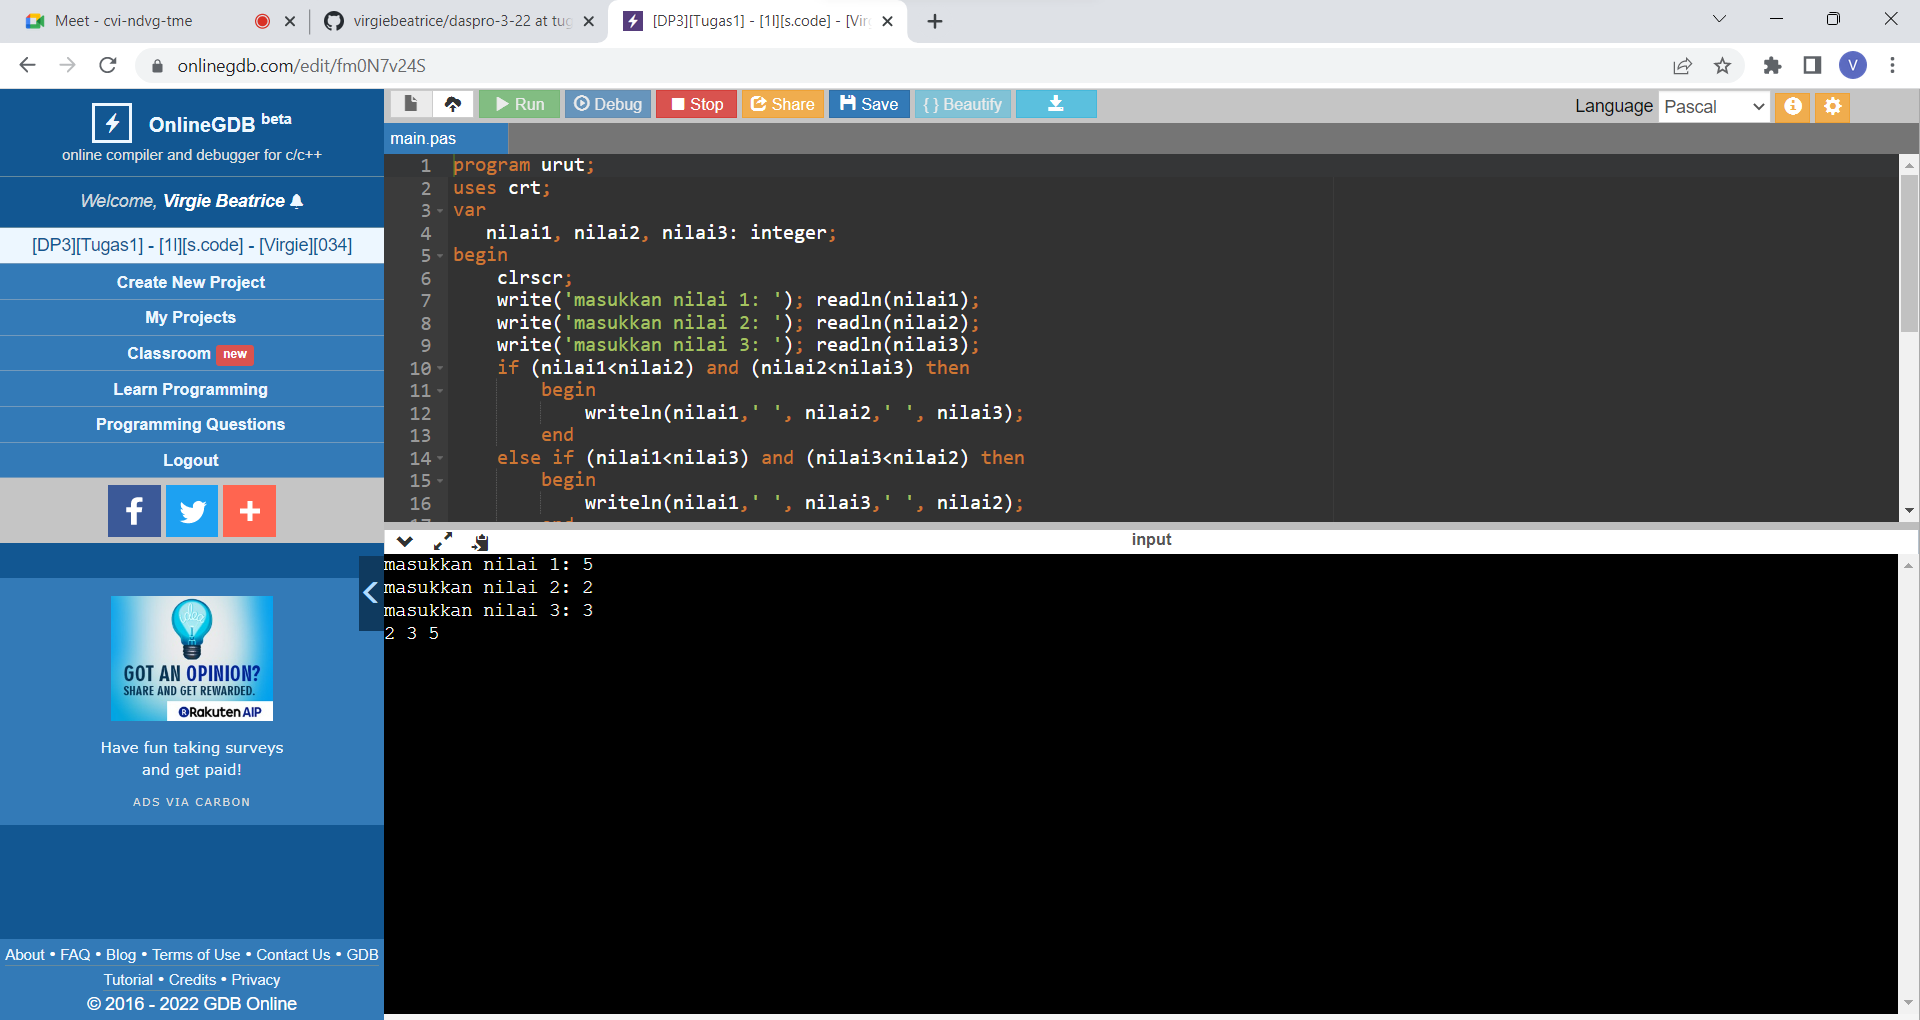 Meet - cvi-ndvg-tme
virgiebeatrice/daspro-3-22 at tug
[DP3][Tugas1] - [1I][s.code] - [Vir
onlinegdb.com/edit/fm0N7v24S
V
OnlineGDB beta
online compiler and debugger for c/c++
Welcome, Virgie Beatrice
[DP3][Tugas1] - [1I][s.code] - [Virgie][034]
Create New Project
My Projects
Classroom new
Learn Programming
Programming Questions
Logout
idea
GOT AN OPINION?
SHARE AND GET REWARDED.
Rakuten AIP
Have fun taking surveys
and get paid!
ADS VIA CARBON
About • FAQ • Blog • Terms of Use • Contact Us • GDB
Tutorial • Credits • Privacy
© 2016 - 2022 GDB Online
Run Debug Stop Share Save { } Beautify
Language Pascal
main.pas
1 program urut;
2 uses crt;
3 var
4 nilai1, nilai2, nilai3: integer;
5 begin
6 clrscr;
7 write('masukkan nilai 1: '); readln(nilai1);
8 write('masukkan nilai 2: '); readln(nilai2);
9 write('masukkan nilai 3: '); readln(nilai3);
10 if (nilai1<nilai2) and (nilai2<nilai3) then
11 begin
12 writeln(nilai1,' ', nilai2,' ', nilai3);
13 end
14 else if (nilai1<nilai3) and (nilai3<nilai2) then
15 begin
16 writeln(nilai1,' ', nilai3,' ', nilai2);
input
masukkan nilai 1: 5
masukkan nilai 2: 2
masukkan nilai 3: 3
2 3 5